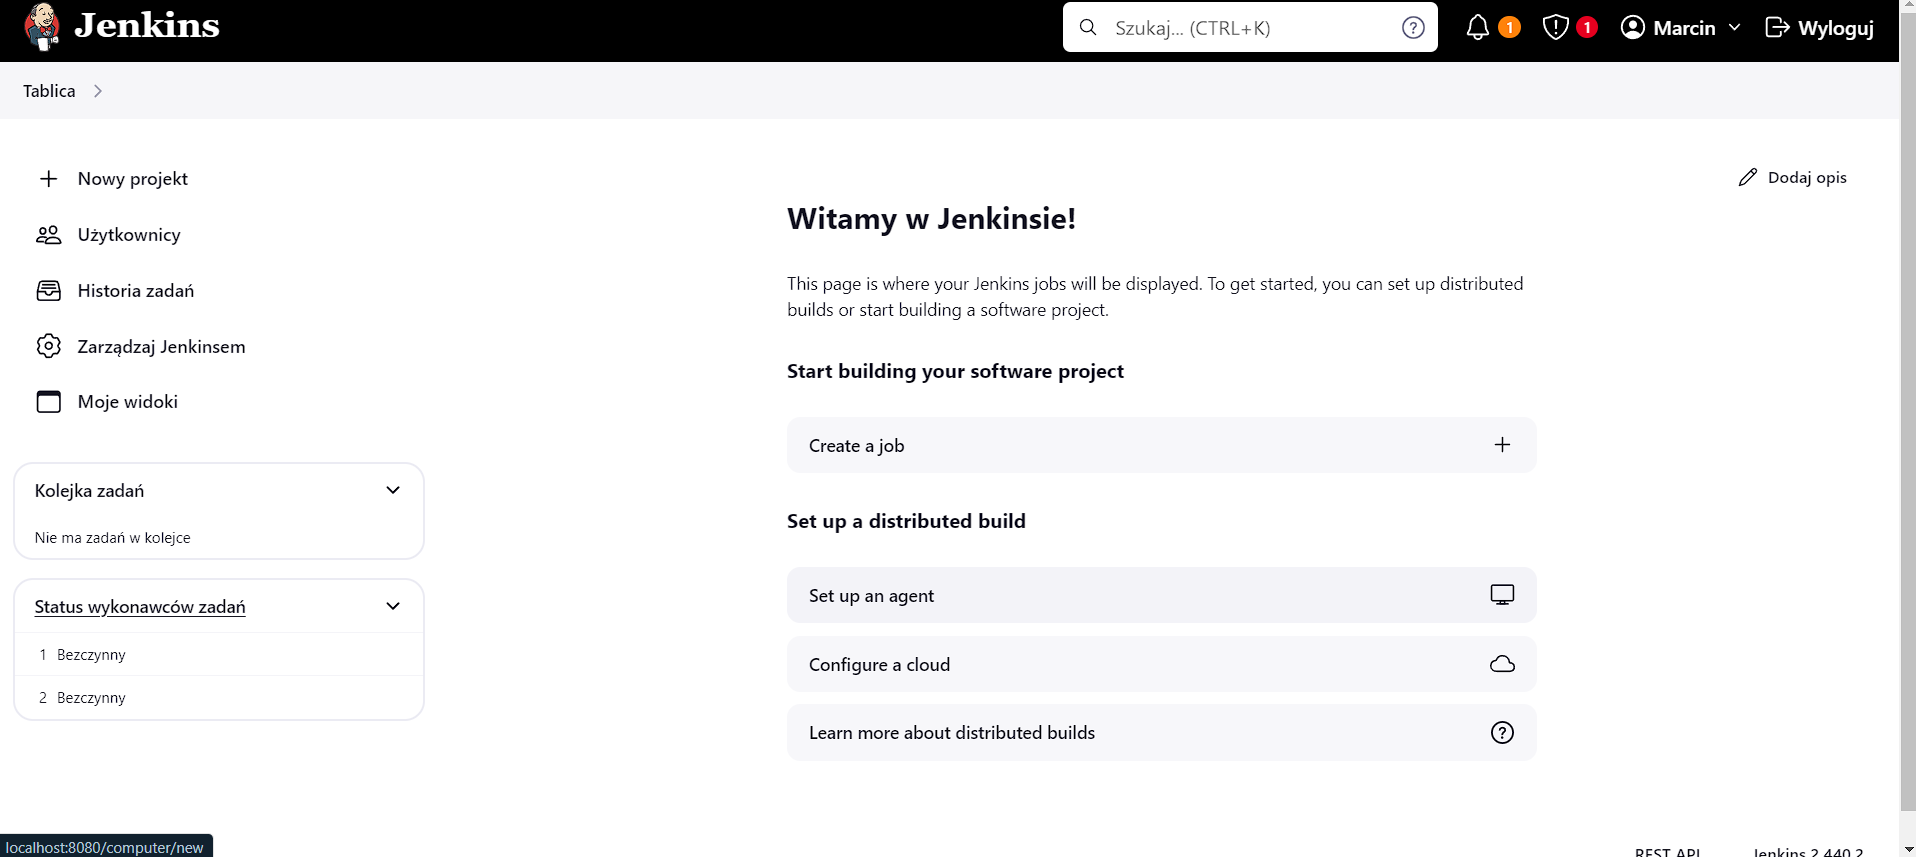 Jenkins
Szukaj... (CTRL+K)
1
1
Marcin
Wyloguj
Tablica
Nowy projekt
Użytkownicy
Historia zadań
Zarządzaj Jenkinsem
Moje widoki
Kolejka zadań
Nie ma zadań w kolejce
Status wykonawców zadań
1 Bezczynny
2 Bezczynny
Dodaj opis
Witamy w Jenkinsie!
This page is where your Jenkins jobs will be displayed. To get started, you can set up distributed
builds or start building a software project.
Start building your software project
Create a job
Set up a distributed build
Set up an agent
Configure a cloud
Learn more about distributed builds
localhost:8080/computer/new
REST API
Jenkins 2.440.2